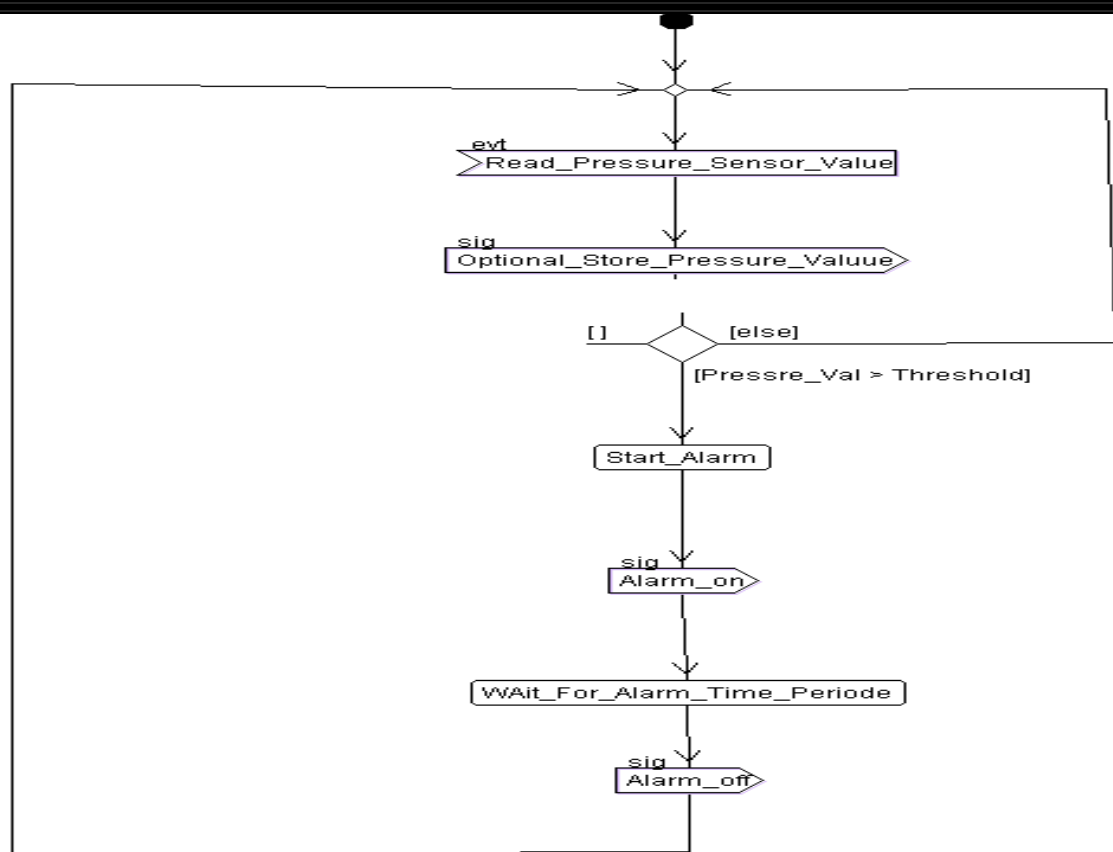 evt
Read_Pressure_Sensor_Value
sig
Optional_Store_Pressure_Valuue
[ ]
[else]
[Pressre_Val > Threshold]
Start_Alarm
sig
Alarm_on
WAit_For_Alarm_Time_Periode
sig
Alarm_off